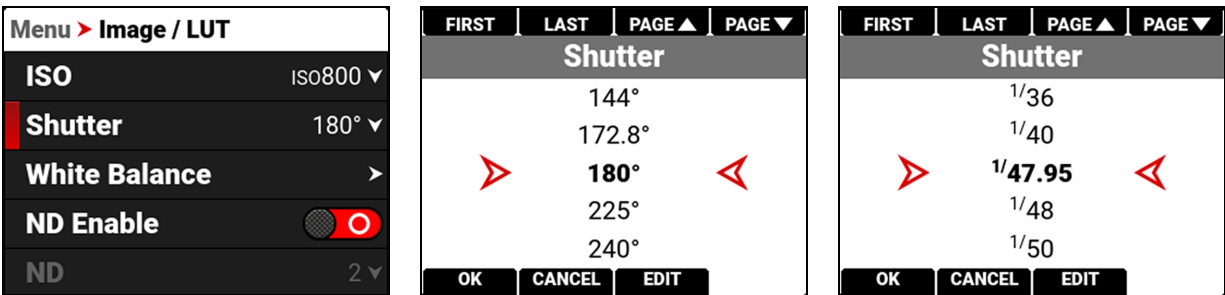 Menu > Image / LUT
ISO ISO800
Shutter 180°
White Balance >
ND Enable
ND 2
FIRST LAST PAGE▲ PAGE▼
Shutter
144°
172.8°
180°
225°
240°
OK CANCEL EDIT
FIRST LAST PAGE▲ PAGE▼
Shutter
1/36
1/40
1/47.95
1/48
1/50
OK CANCEL EDIT